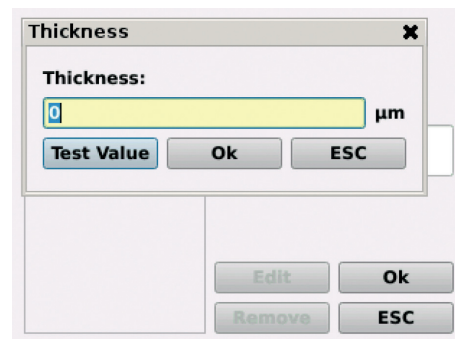 Thickness
Thickness:
0 µm
Test Value Ok ESC
Edit Ok
Remove ESC